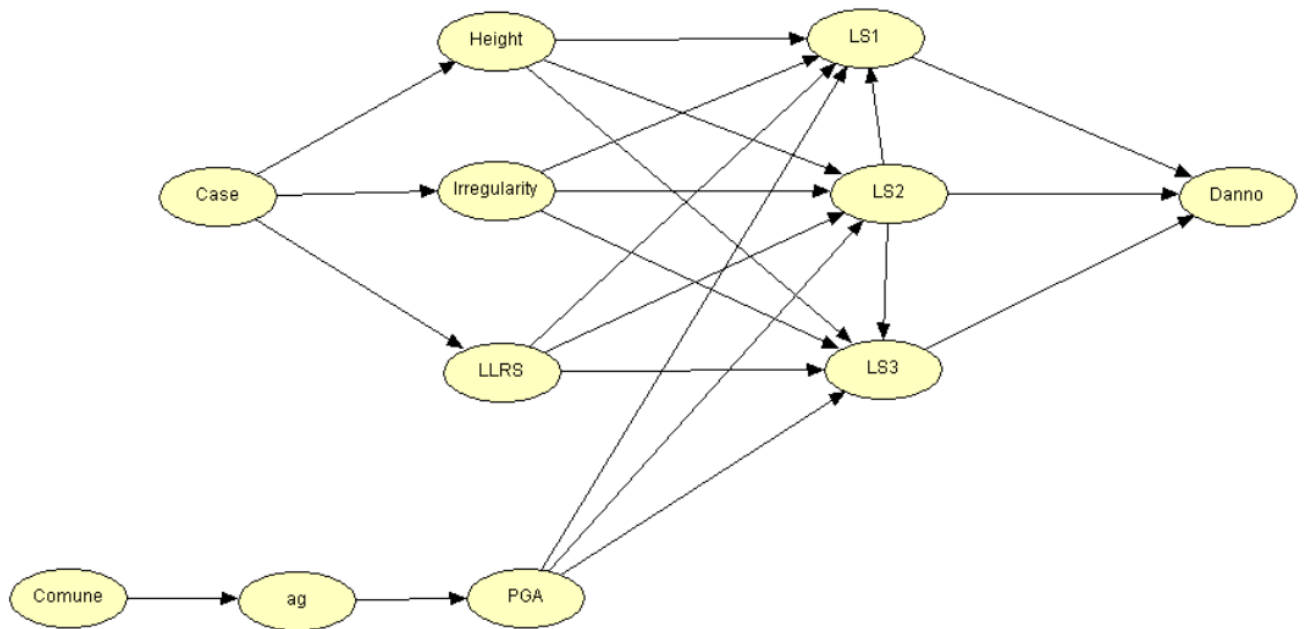 Height
LS1
Case
Irregularity
LS2
Danno
LLRS
LS3
Comune
ag
PGA